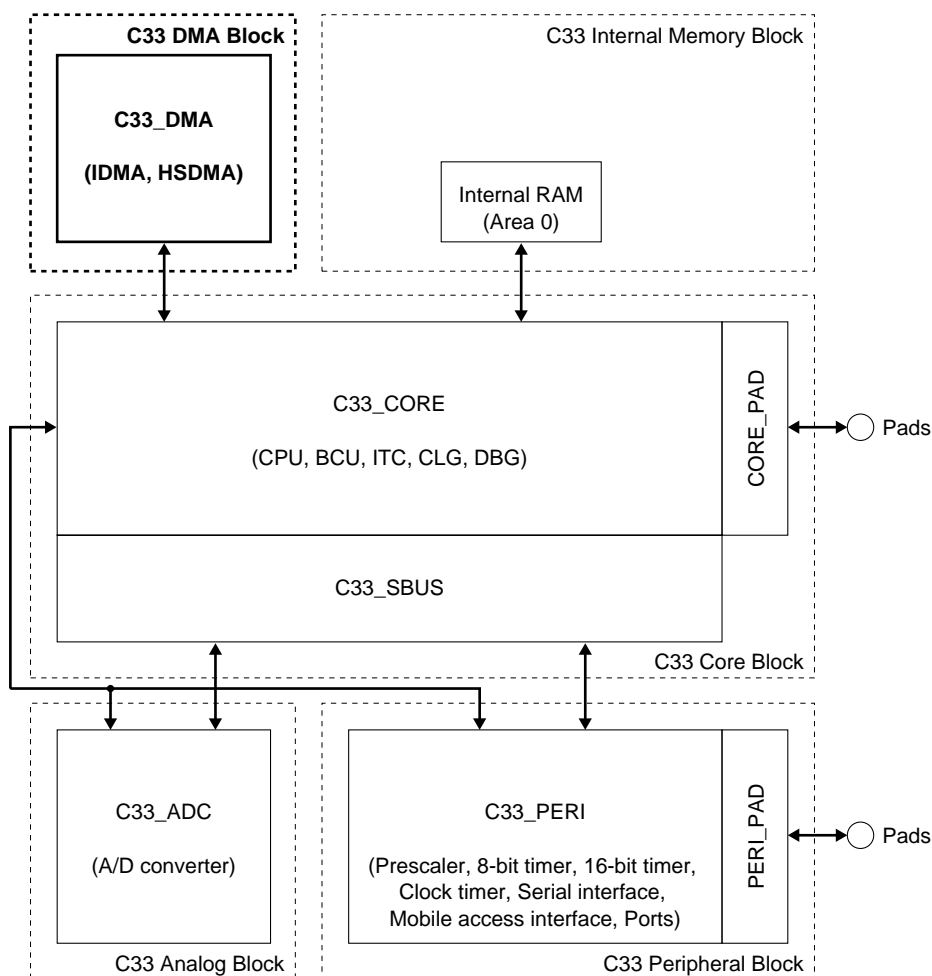 C33 DMA Block
C33_DMA
(IDMA, HSDMA)
C33 Internal Memory Block
Internal RAM
(Area 0)
C33_CORE
(CPU, BCU, ITC, CLG, DBG)
CORE_PAD
Pads
C33_SBUS
C33 Core Block
C33_ADC
(A/D converter)
C33 Analog Block
C33_PERI
(Prescaler, 8-bit timer, 16-bit timer,
Clock timer, Serial interface,
Mobile access interface, Ports)
PERI_PAD
Pads
C33 Peripheral Block